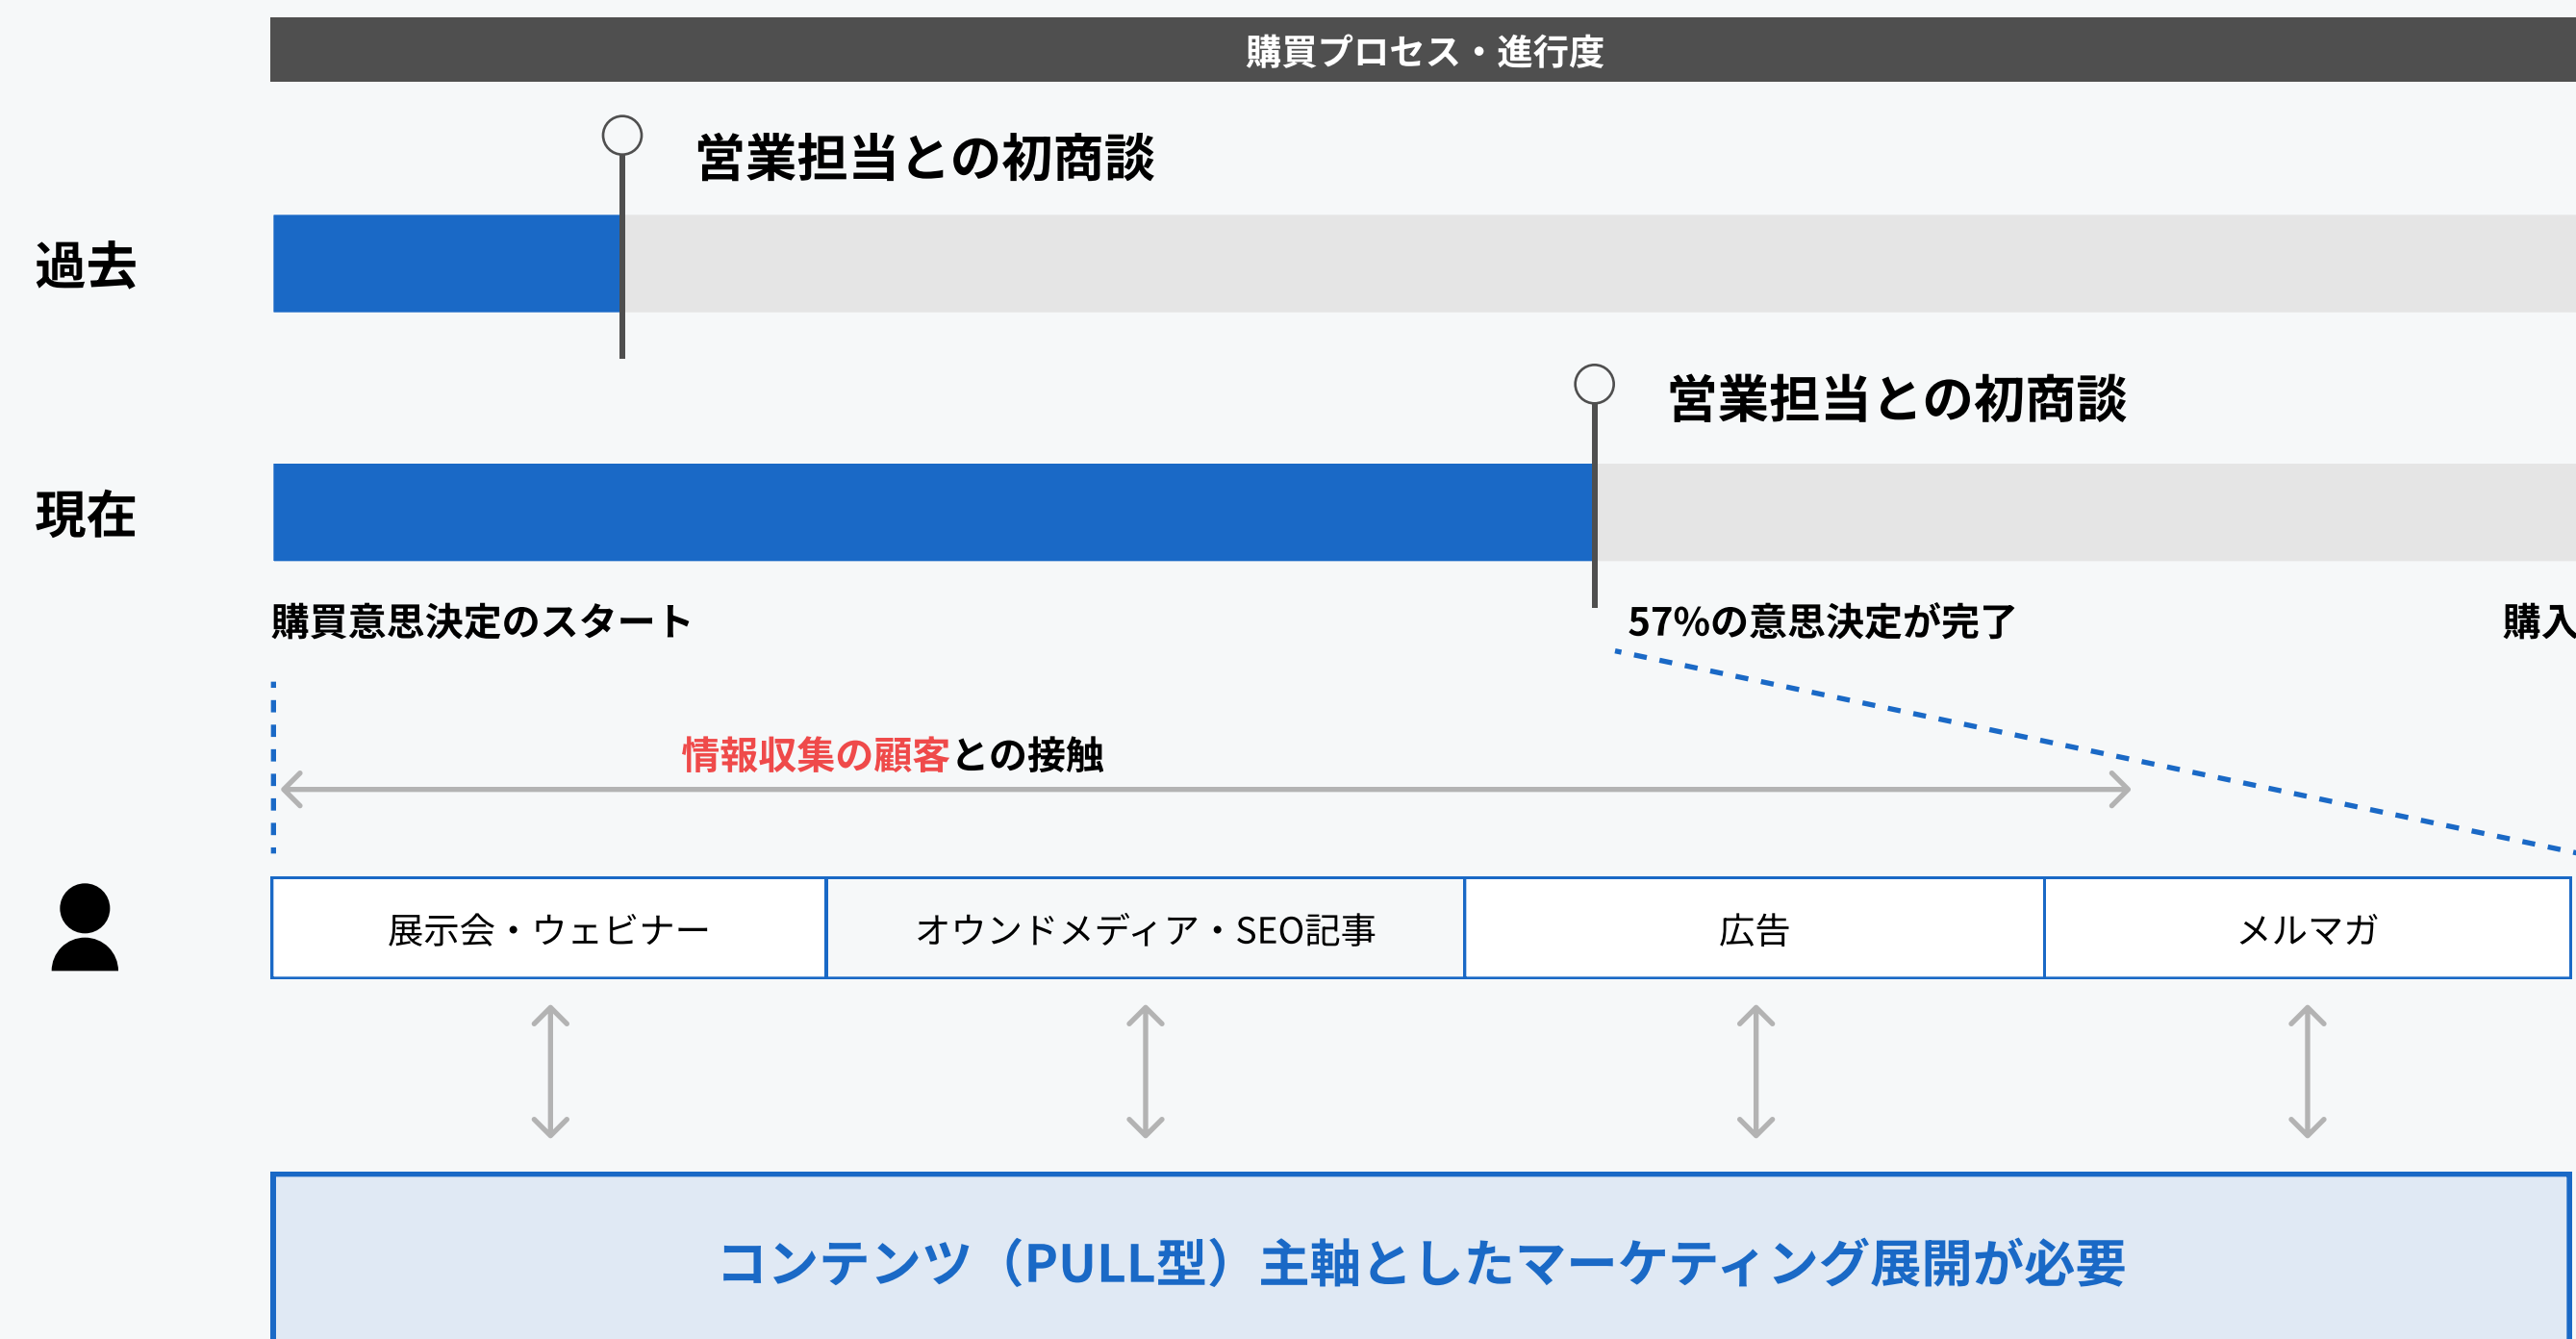 購買プロセス・進行度
営業担当との初商談
過去
営業担当との初商談
現在
購買意思決定のスタート
57%の意思決定が完了
購入
情報収集の顧客との接触
展示会・ウェビナー
オウンドメディア・SEO記事
広告
メルマガ
コンテンツ（PULL型）主軸としたマーケティング展開が必要